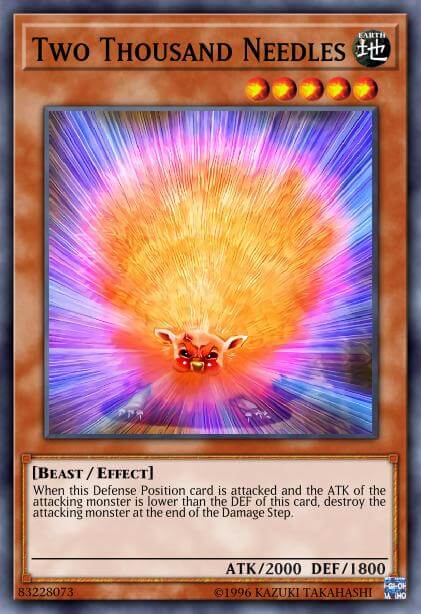 TWO THOUSAND NEEDLES
EARTH
地
[BEAST / EFFECT]
When this Defense Position card is attacked and the ATK of the
attacking monster is lower than the DEF of this card, destroy the
attacking monster at the end of the Damage Step.
ATK/2000 DEF/1800
83228073
©1996 KAZUKI TAKAHASHI